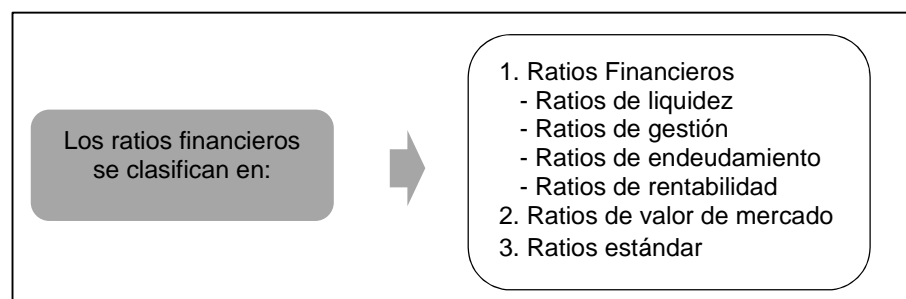 Los ratios financieros
se clasifican en:
1. Ratios Financieros
- Ratios de liquidez
- Ratios de gestión
- Ratios de endeudamiento
- Ratios de rentabilidad
2. Ratios de valor de mercado
3. Ratios estándar